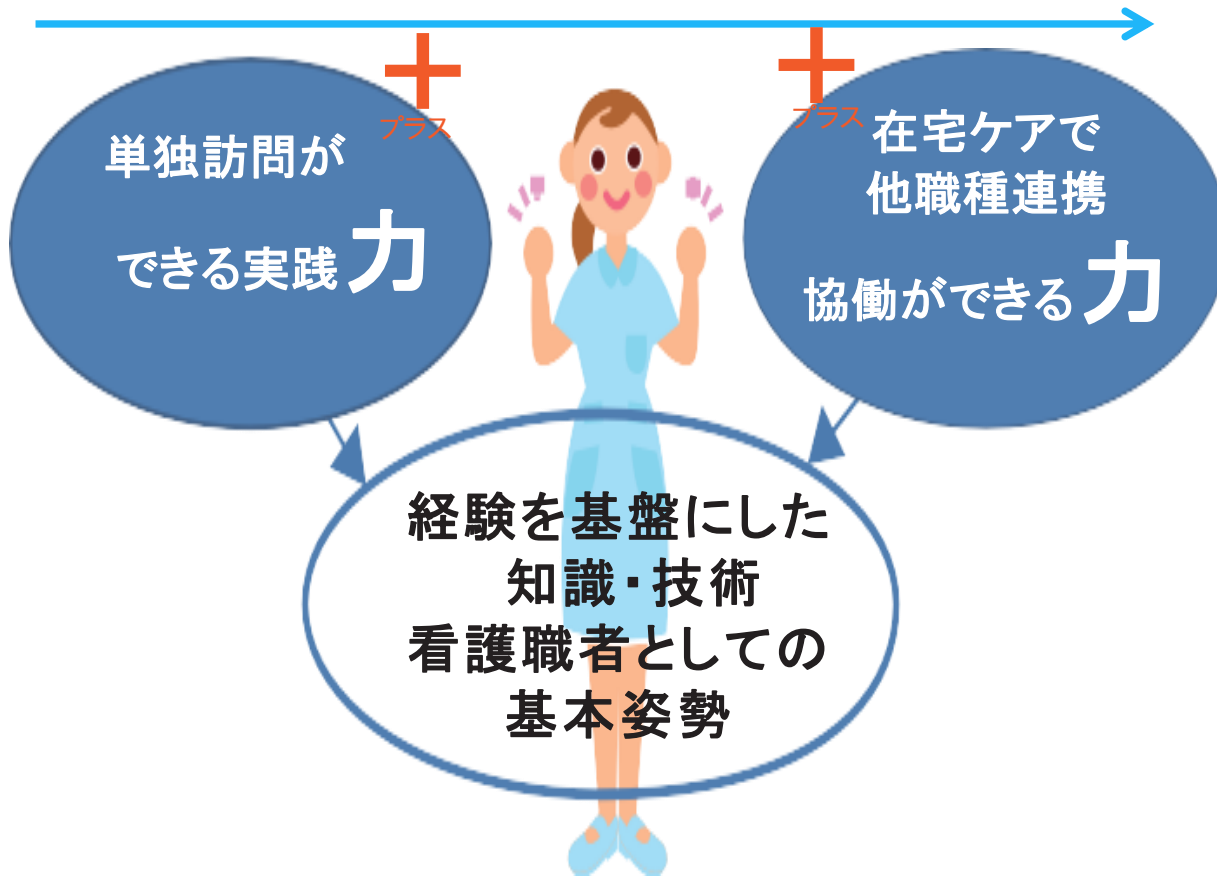 プラス
単独訪問が
できる実践力
プラス
在宅ケアで
他職種連携
協働ができる力
経験を基盤にした
知識・技術
看護職者としての
基本姿勢